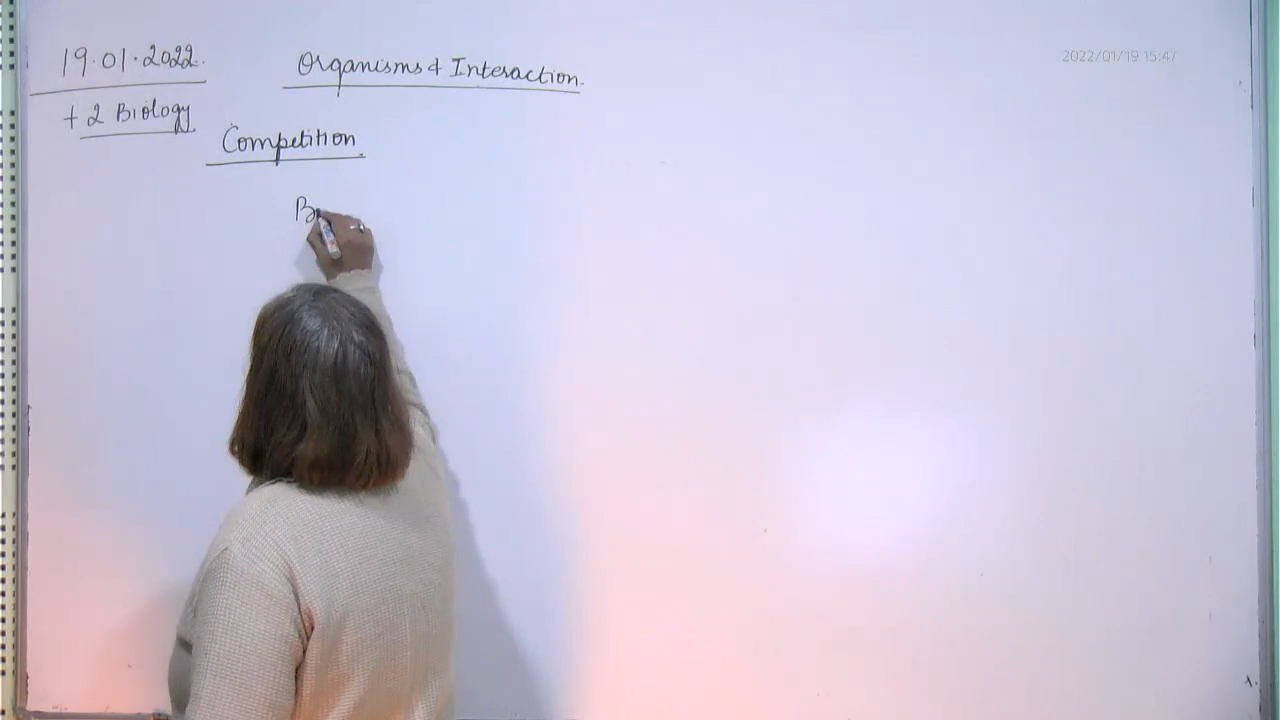 19.01.2022.
Organisms & Interaction.
2022/01/19 15:47
+ 2 Biology
Competition
B